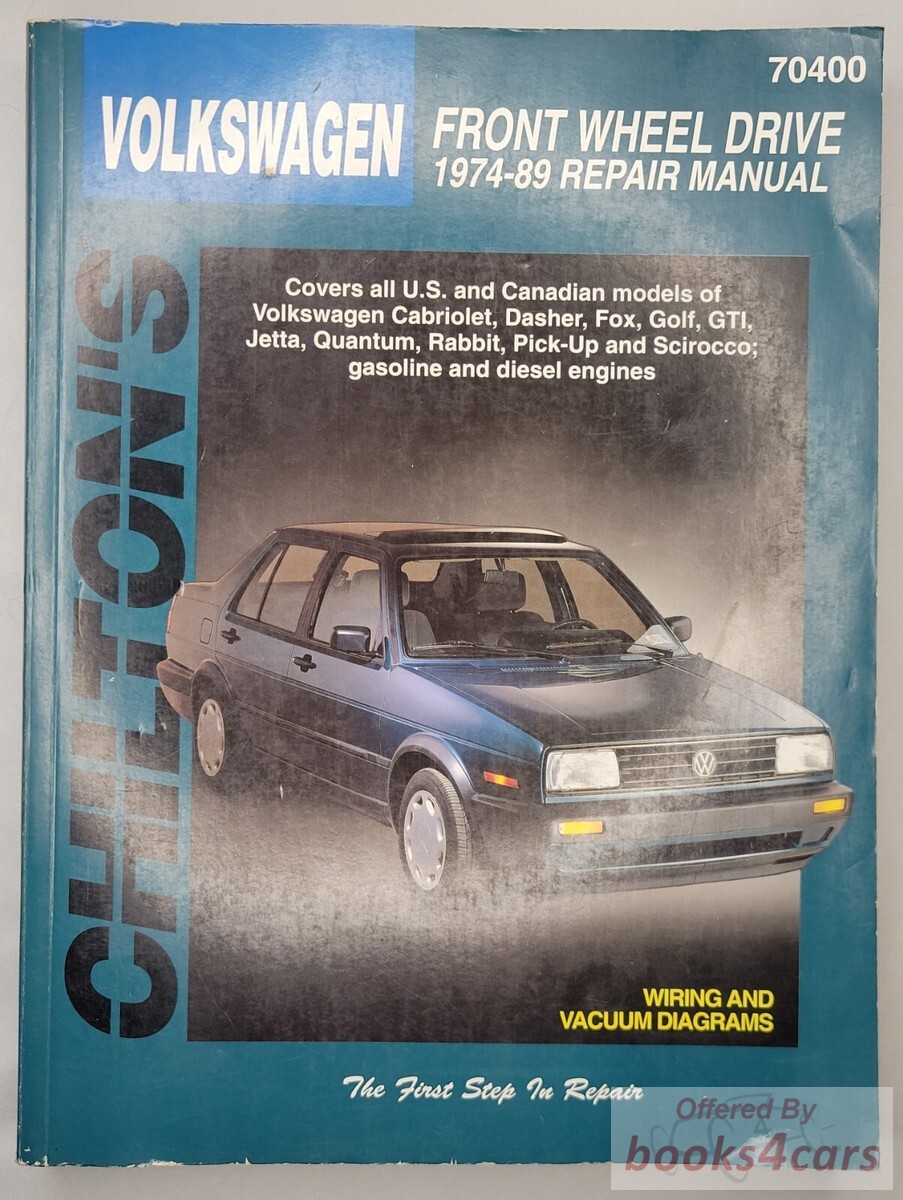 70400
VOLKSWAGEN
FRONT WHEEL DRIVE
1974-89 REPAIR MANUAL
CHILTON'S
Covers all U.S. and Canadian models of
Volkswagen Cabriolet, Dasher, Fox, Golf, GTI,
Jetta, Quantum, Rabbit, Pick-Up and Scirocco;
gasoline and diesel engines
WIRING AND
VACUUM DIAGRAMS
The First Step In Repair
Offered By
books4cars